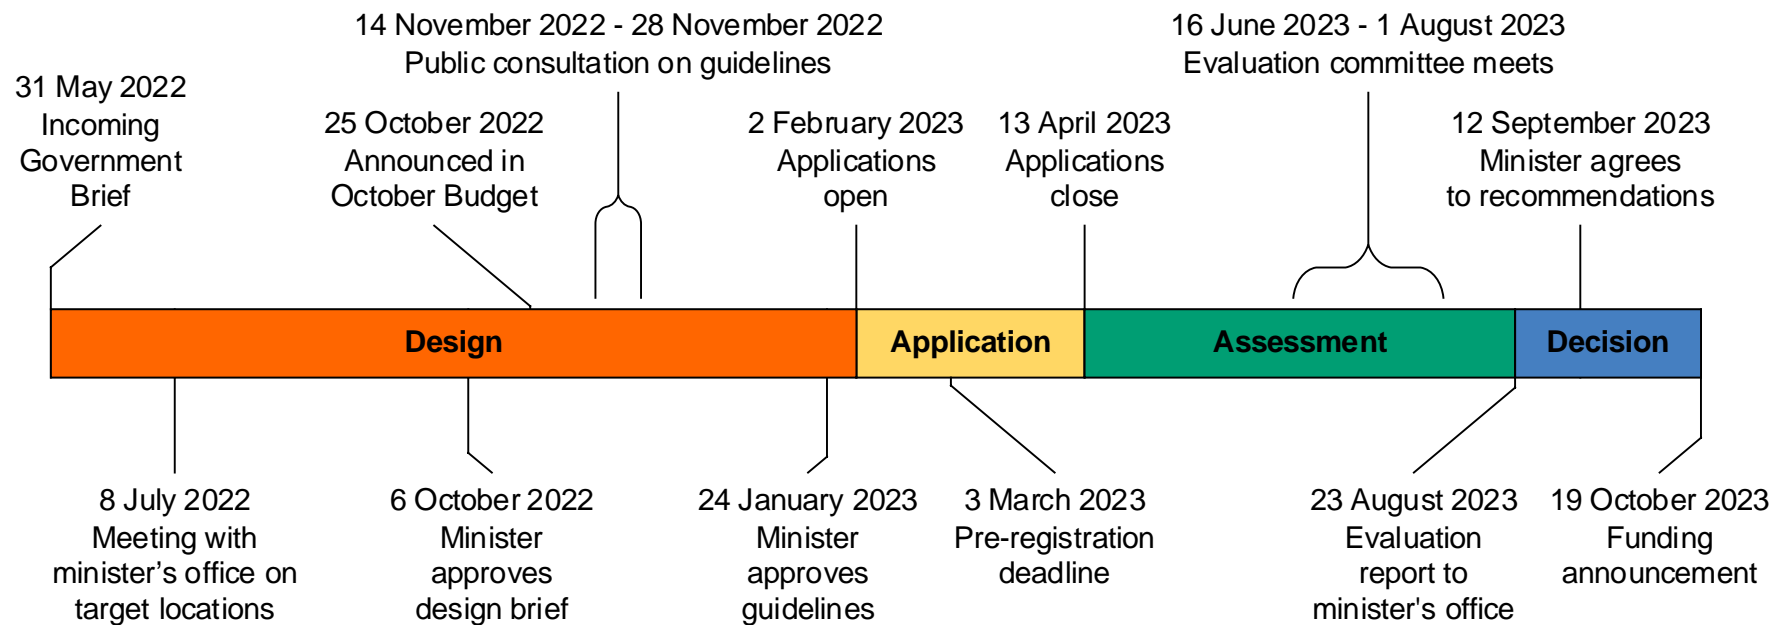 14 November 2022 - 28 November 2022
Public consultation on guidelines
16 June 2023 - 1 August 2023
Evaluation committee meets
31 May 2022
Incoming
Government
Brief
25 October 2022
Announced in
October Budget
2 February 2023
Applications
open
13 April 2023
Applications
close
12 September 2023
Minister agrees
to recommendations
Design
Application
Assessment
Decision
8 July 2022
Meeting with
minister’s office on
target locations
6 October 2022
Minister
approves
design brief
24 January 2023
Minister
approves
guidelines
3 March 2023
Pre-registration
deadline
23 August 2023
Evaluation
report to
minister's office
19 October 2023
Funding
announcement